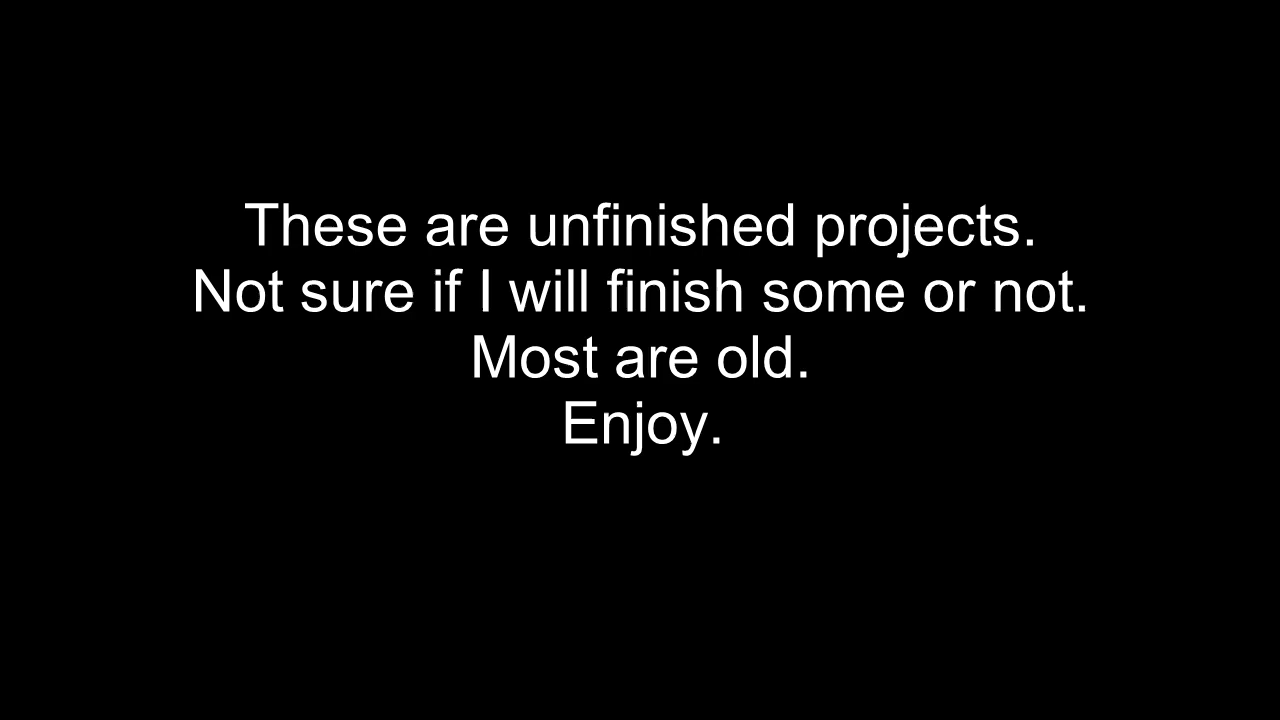 These are unfinished projects.
Not sure if I will finish some or not.
Most are old.
Enjoy.